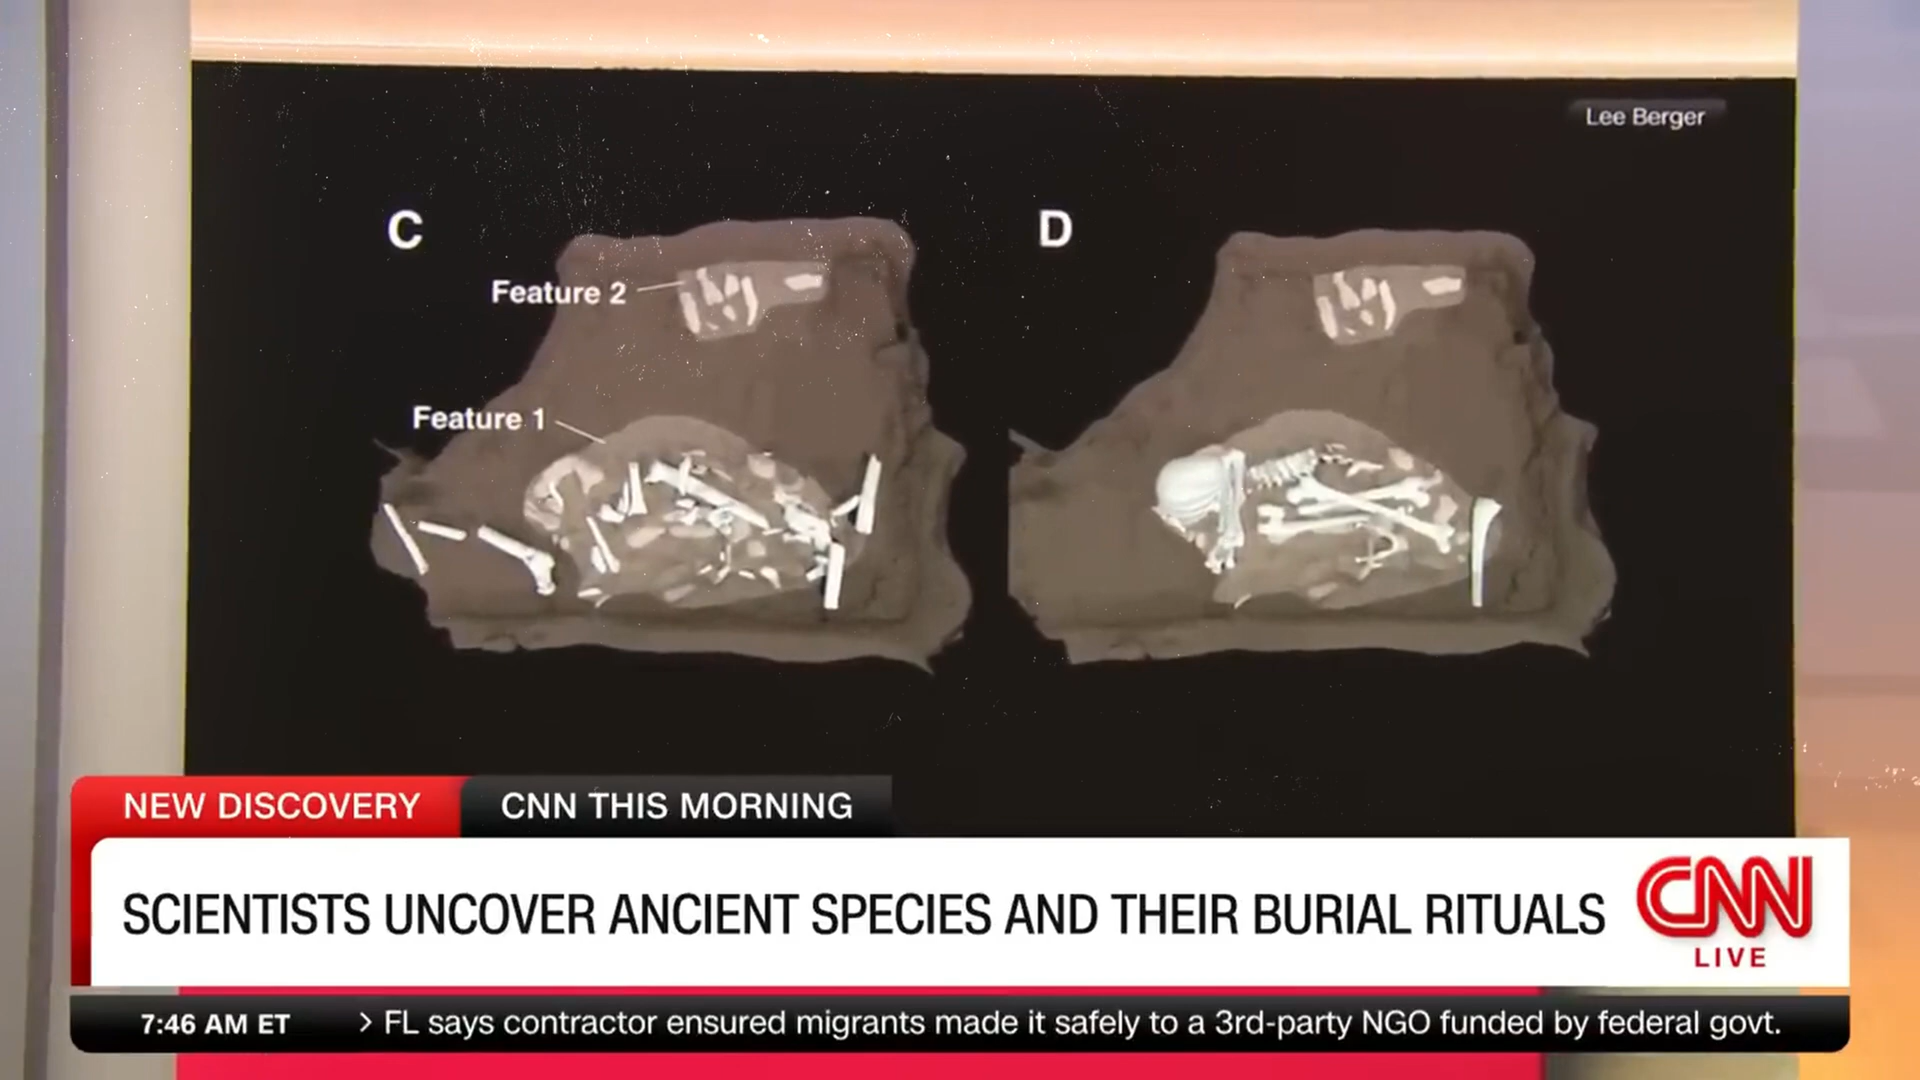 Lee Berger
C
D
Feature 2
Feature 1
NEW DISCOVERY
CNN THIS MORNING
SCIENTISTS UNCOVER ANCIENT SPECIES AND THEIR BURIAL RITUALS
CNN
LIVE
7:46 AM ET
> FL says contractor ensured migrants made it safely to a 3rd-party NGO funded by federal govt.